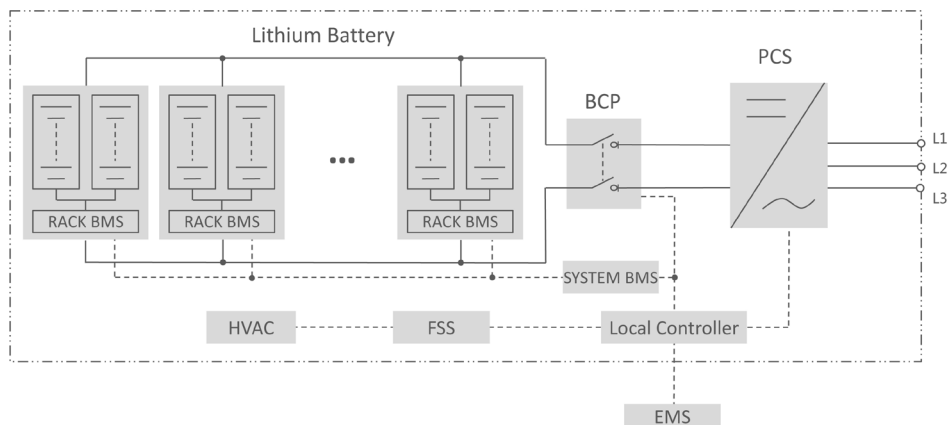 Lithium Battery
PCS
BCP
L1
L2
L3
RACK BMS
RACK BMS
RACK BMS
SYSTEM BMS
HVAC
FSS
Local Controller
EMS